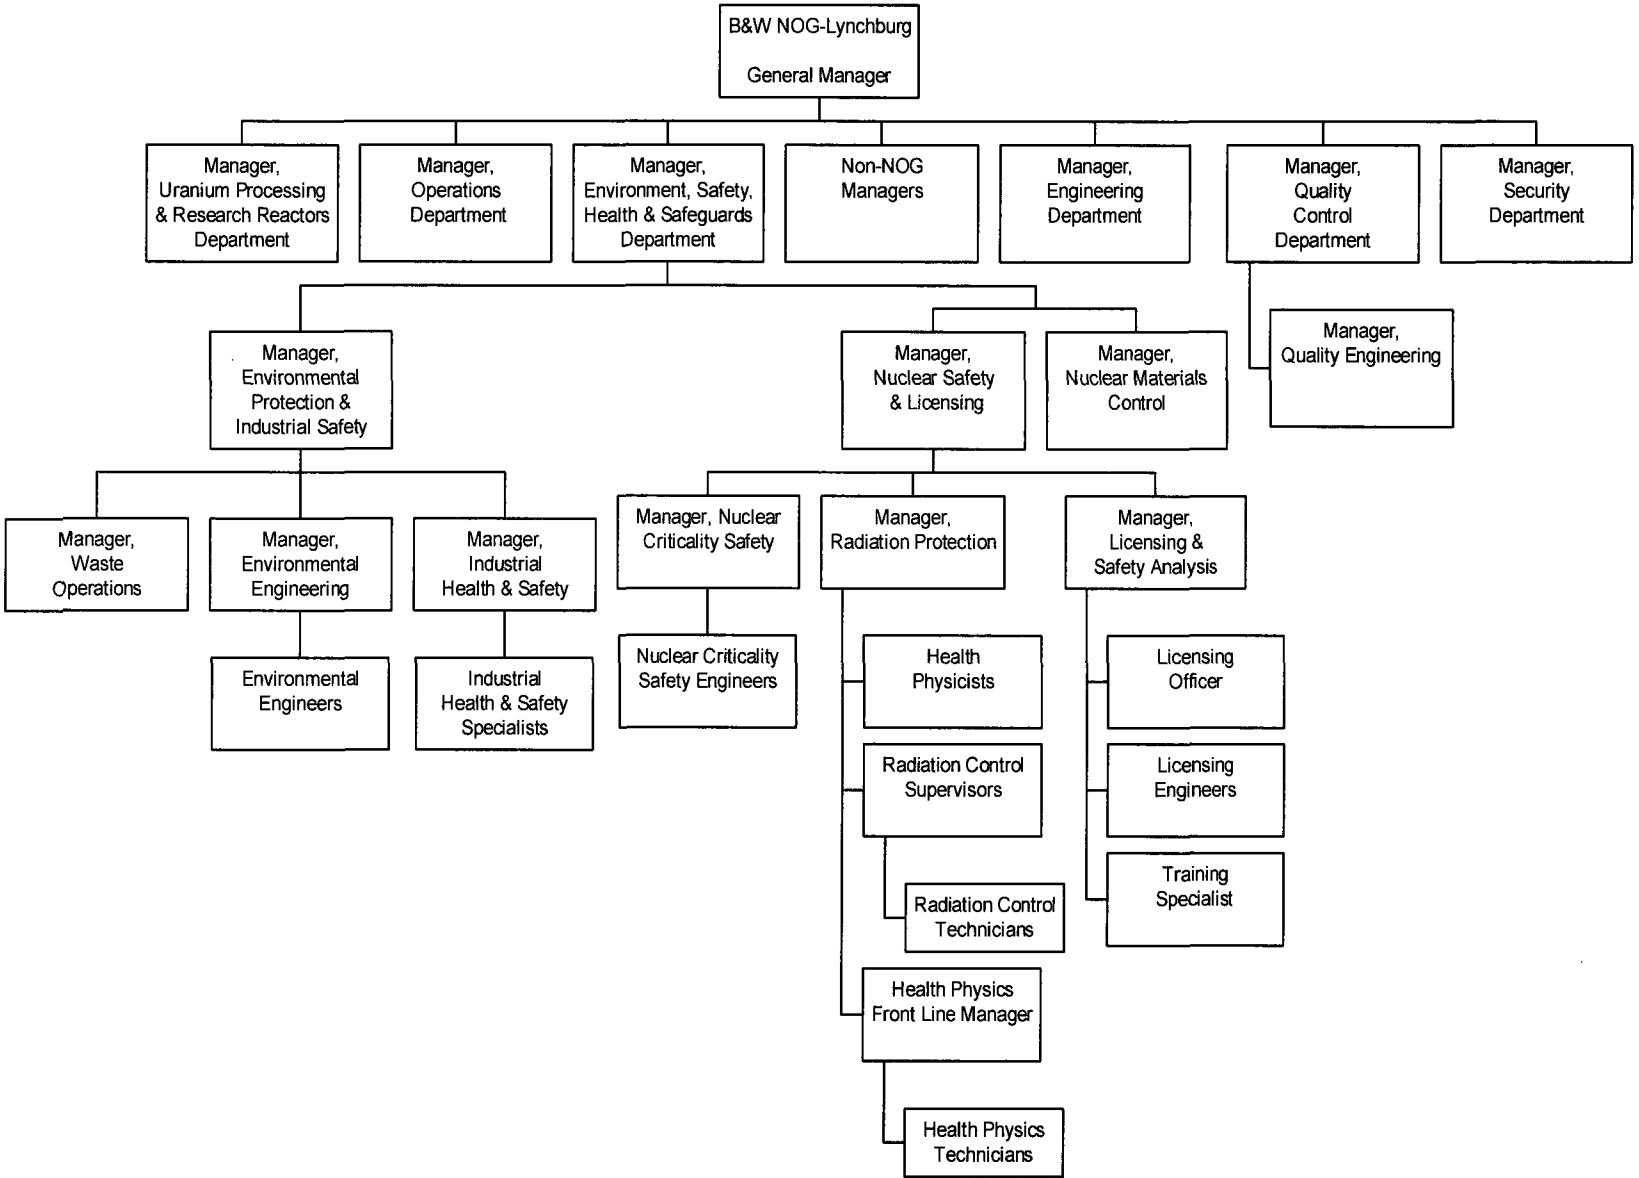 B&W NOG-Lynchburg
General Manager
Manager,
Uranium Processing
& Research Reactors
Department
Manager,
Operations
Department
Manager,
Environment, Safety,
Health & Safeguards
Department
Non-NOG
Managers
Manager,
Engineering
Department
Manager,
Quality
Control
Department
Manager,
Security
Department
Manager,
Environmental
Protection &
Industrial Safety
Manager,
Nuclear Safety
& Licensing
Manager,
Nuclear Materials
Control
Manager,
Quality Engineering
Manager,
Waste
Operations
Manager,
Environmental
Engineering
Manager,
Industrial
Health & Safety
Manager, Nuclear
Criticality Safety
Manager,
Radiation Protection
Manager,
Licensing &
Safety Analysis
Environmental
Engineers
Industrial
Health & Safety
Specialists
Nuclear Criticality
Safety Engineers
Health
Physicists
Licensing
Officer
Radiation Control
Supervisors
Licensing
Engineers
Radiation Control
Technicians
Training
Specialist
Health Physics
Front Line Manager
Health Physics
Technicians